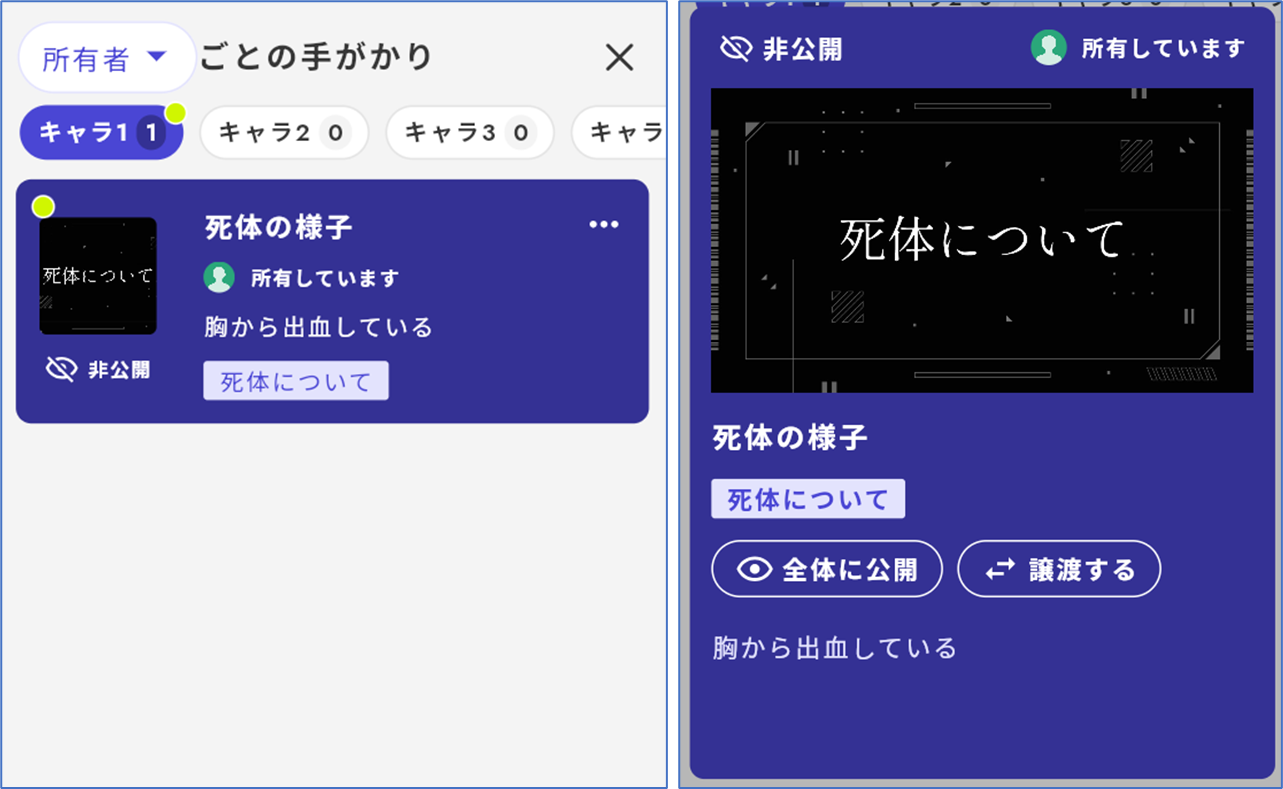 所有者 ごとの手がかり
キャラ1 1 キャラ2 0 キャラ3 0 キャラ
死体について
非公開
死体の様子
所有しています
胸から出血している
死体について
非公開 所有しています
死体について
死体の様子
死体について
全体に公開 譲渡する
胸から出血している